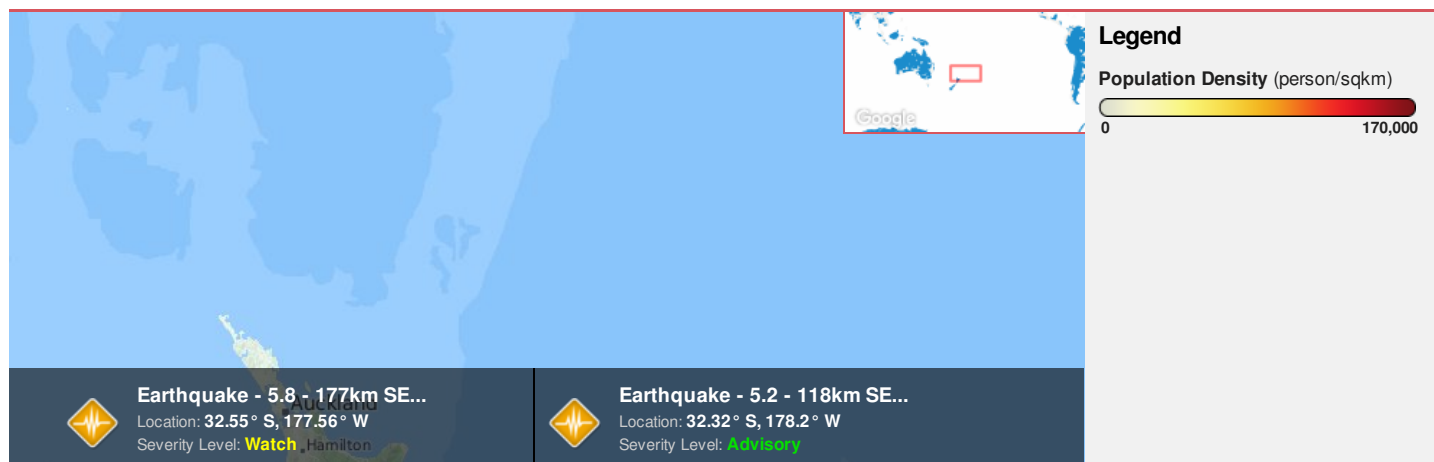 Google
Legend
Population Density (person/sqkm)
0 170,000
Earthquake - 5.8 - 177km SE...
Location: 32.55° S, 177.56° W
Severity Level: Watch
Auckland
Hamilton
Earthquake - 5.2 - 118km SE...
Location: 32.32° S, 178.2° W
Severity Level: Advisory